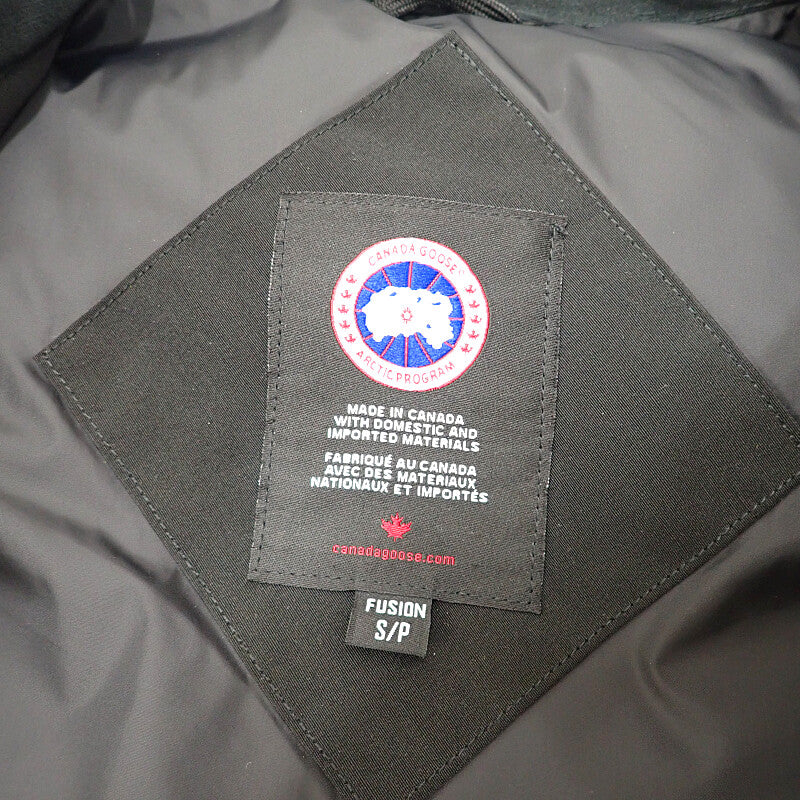 CANADA GOOSE®
ARCTIC PROGRAM
MADE IN CANADA
WITH DOMESTIC AND
IMPORTED MATERIALS
FABRIQUÉ AU CANADA
AVEC DES MATERIAUX
NATIONAUX ET IMPORTÉS
canadagoose.com
FUSION
S/P